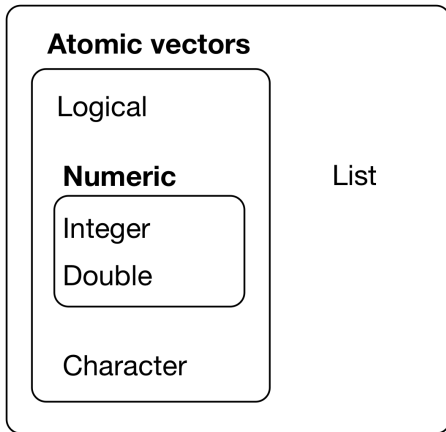 Atomic vectors
Logical
Numeric
List
Integer
Double
Character